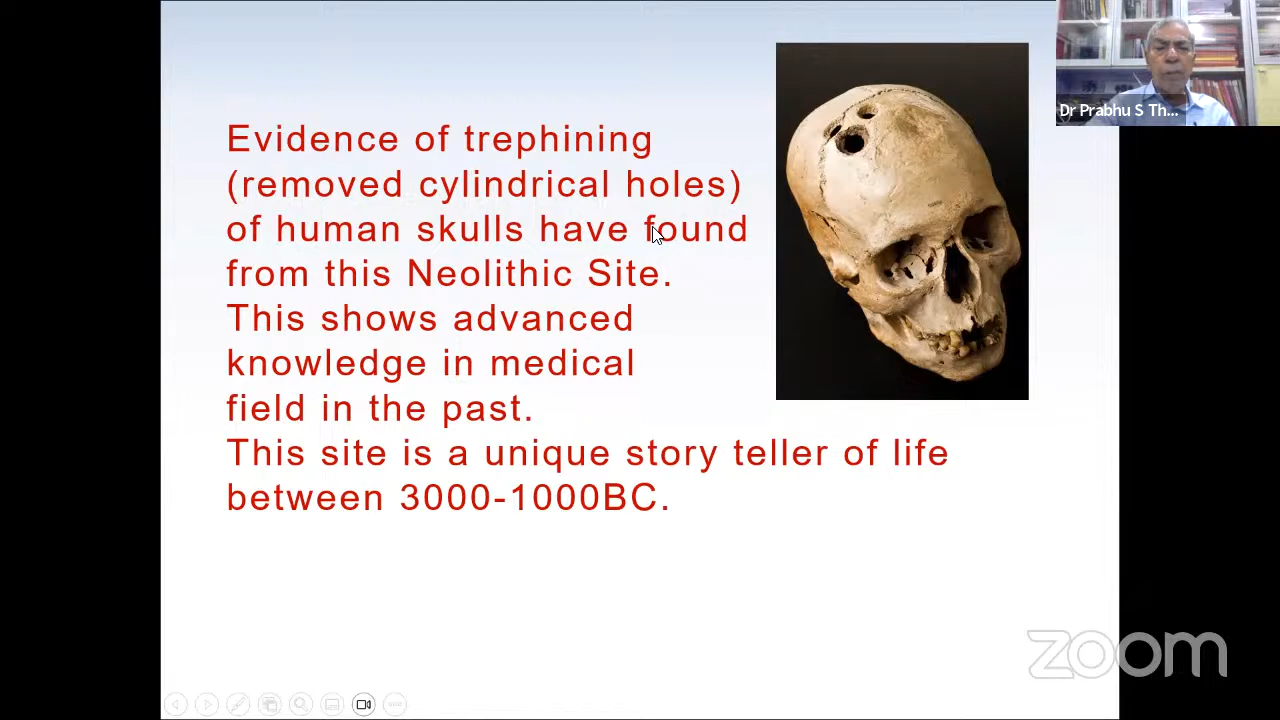 Evidence of trephining
(removed cylindrical holes)
of human skulls have found
from this Neolithic Site.
This shows advanced
knowledge in medical
field in the past.
This site is a unique story teller of life
between 3000-1000BC.
Dr Prabhu S Th...
zoom